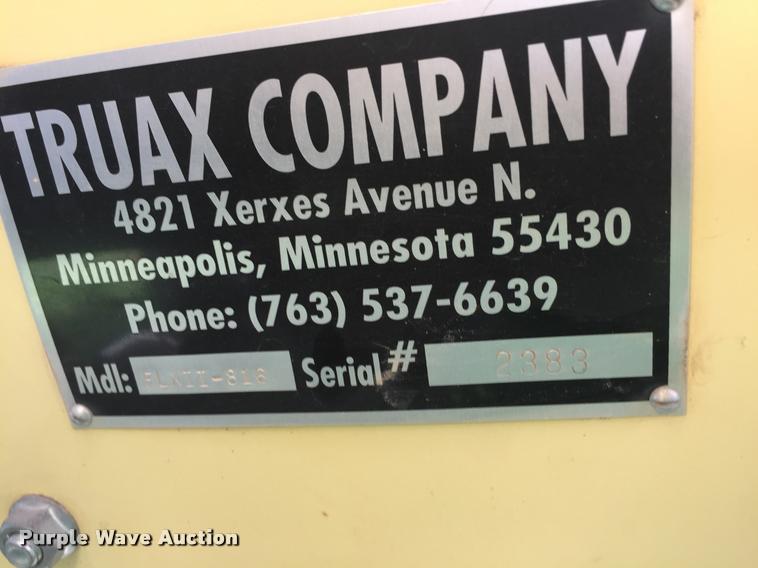 TRUAX COMPANY
4821 Xerxes Avenue N.
Minneapolis, Minnesota 55430
Phone: (763) 537-6639
Mdl: FLXII-818 Serial# 2383
Purple Wave Auction